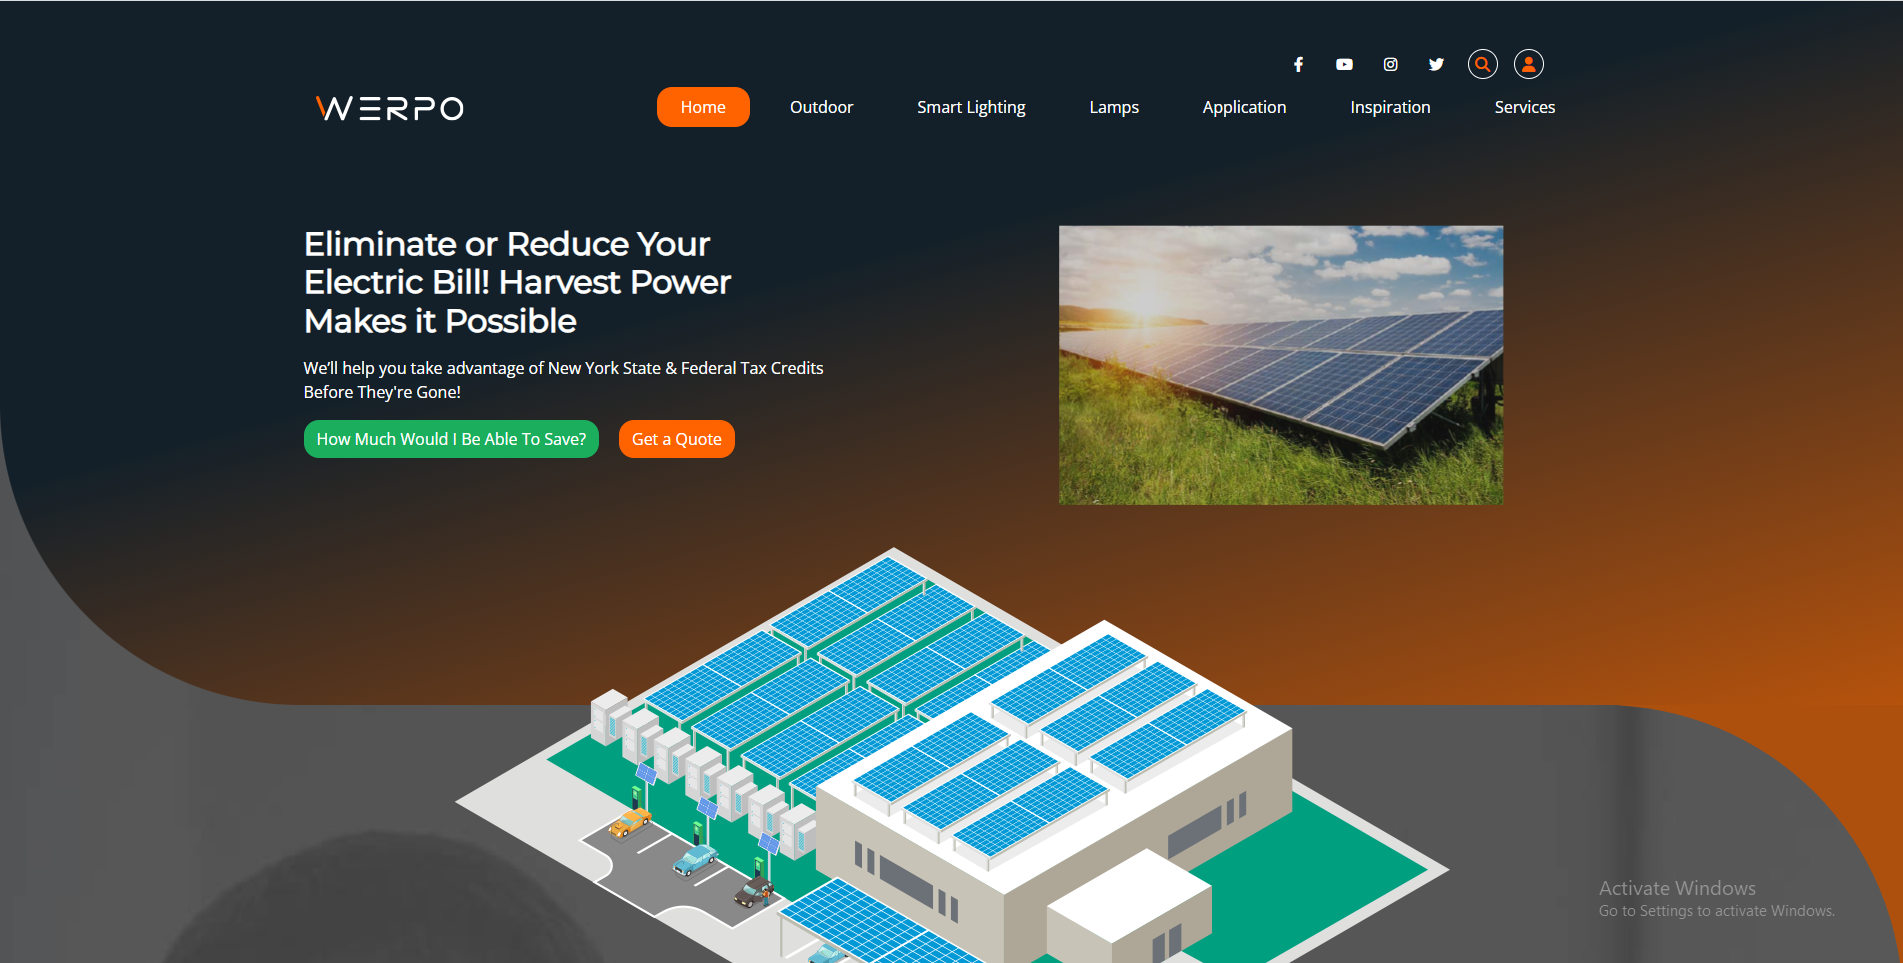 WERPO
Home
Outdoor
Smart Lighting
Lamps
Application
Inspiration
Services
Eliminate or Reduce Your
Electric Bill! Harvest Power
Makes it Possible
We’ll help you take advantage of New York State & Federal Tax Credits
Before They're Gone!
How Much Would I Be Able To Save?
Get a Quote
Activate Windows
Go to Settings to activate Windows.